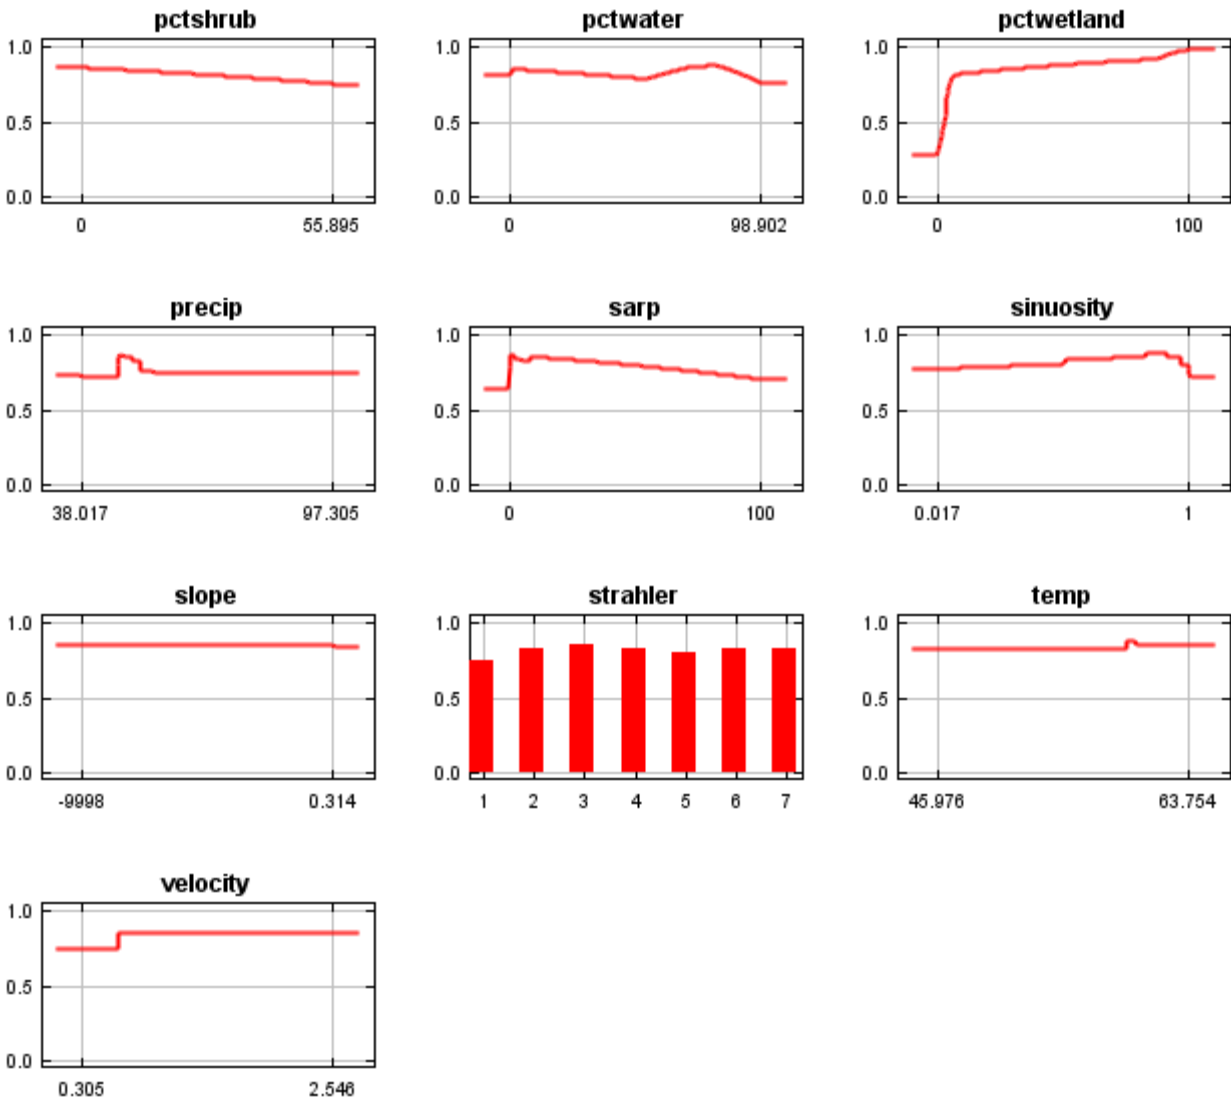 pctshrub pctwater pctwetland
1.0 1.0 1.0
0.5 0.5 0.5
0.0 0.0 0.0
0 55.895 0 98.902 0 100
precip sarp sinuosity
1.0 1.0 1.0
0.5 0.5 0.5
0.0 0.0 0.0
38.017 97.305 0 100 0.017 1
slope strahler temp
1.0 1.0 1.0
0.5 0.5 0.5
0.0 0.0 0.0
-9998 0.314 1 2 3 4 5 6 7 45.976 63.754
velocity
1.0
0.5
0.0
0.305 2.546